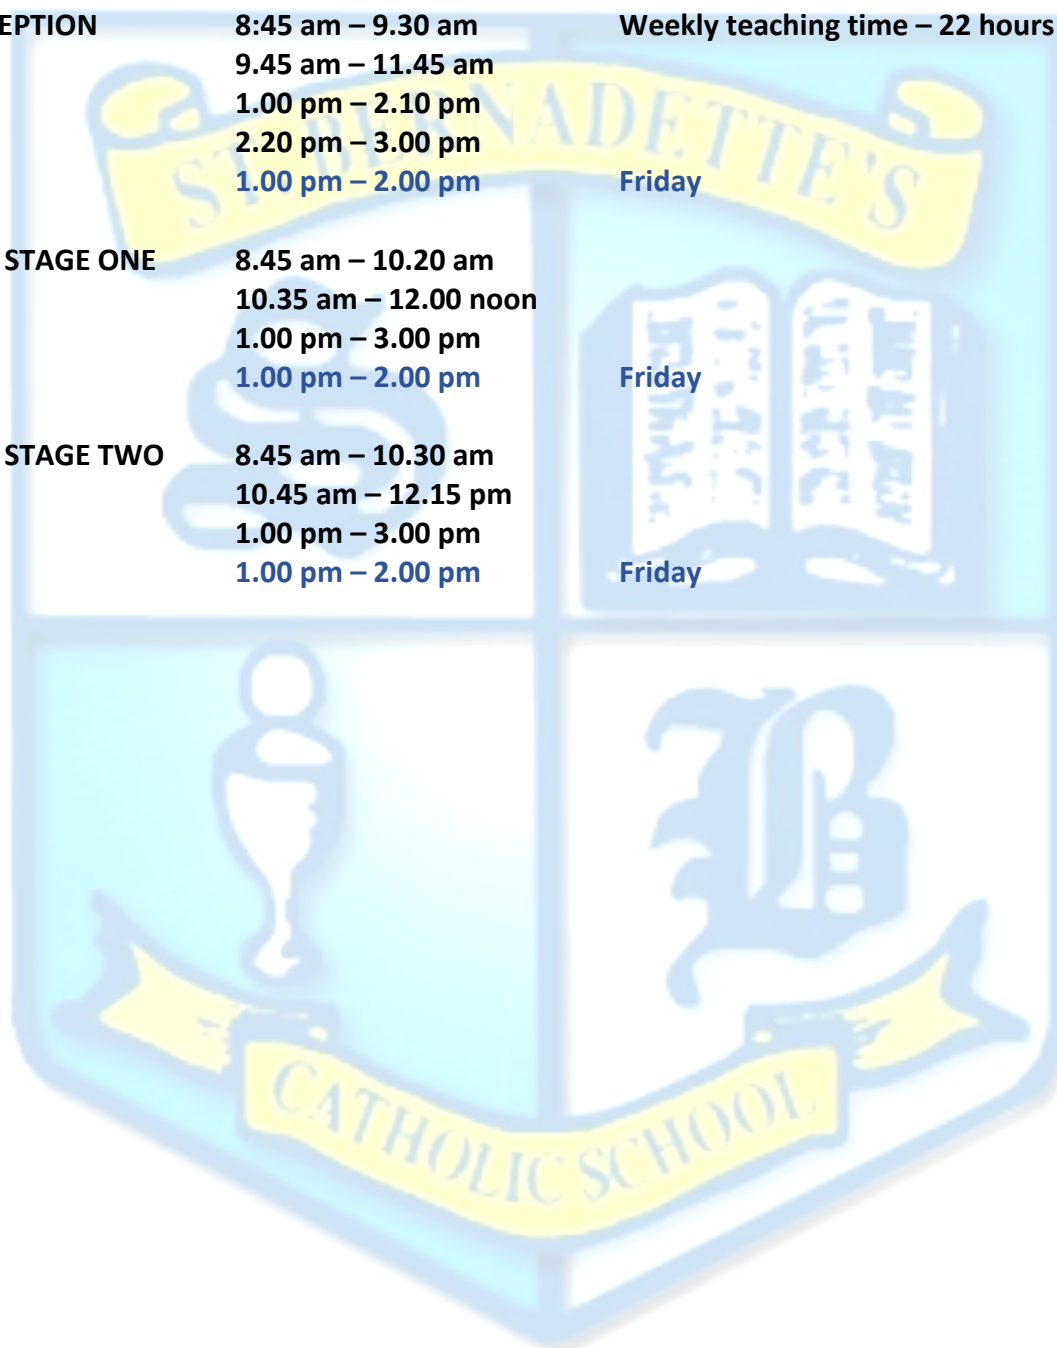 EPTION 8:45 am – 9.30 am Weekly teaching time – 22 hours
9.45 am – 11.45 am
1.00 pm – 2.10 pm
2.20 pm – 3.00 pm
1.00 pm – 2.00 pm Friday
STAGE ONE 8.45 am – 10.20 am
10.35 am – 12.00 noon
1.00 pm – 3.00 pm
1.00 pm – 2.00 pm Friday
STAGE TWO 8.45 am – 10.30 am
10.45 am – 12.15 pm
1.00 pm – 3.00 pm
1.00 pm – 2.00 pm Friday
ST BERNADETTE'S
S
B
CATHOLIC SCHOOL